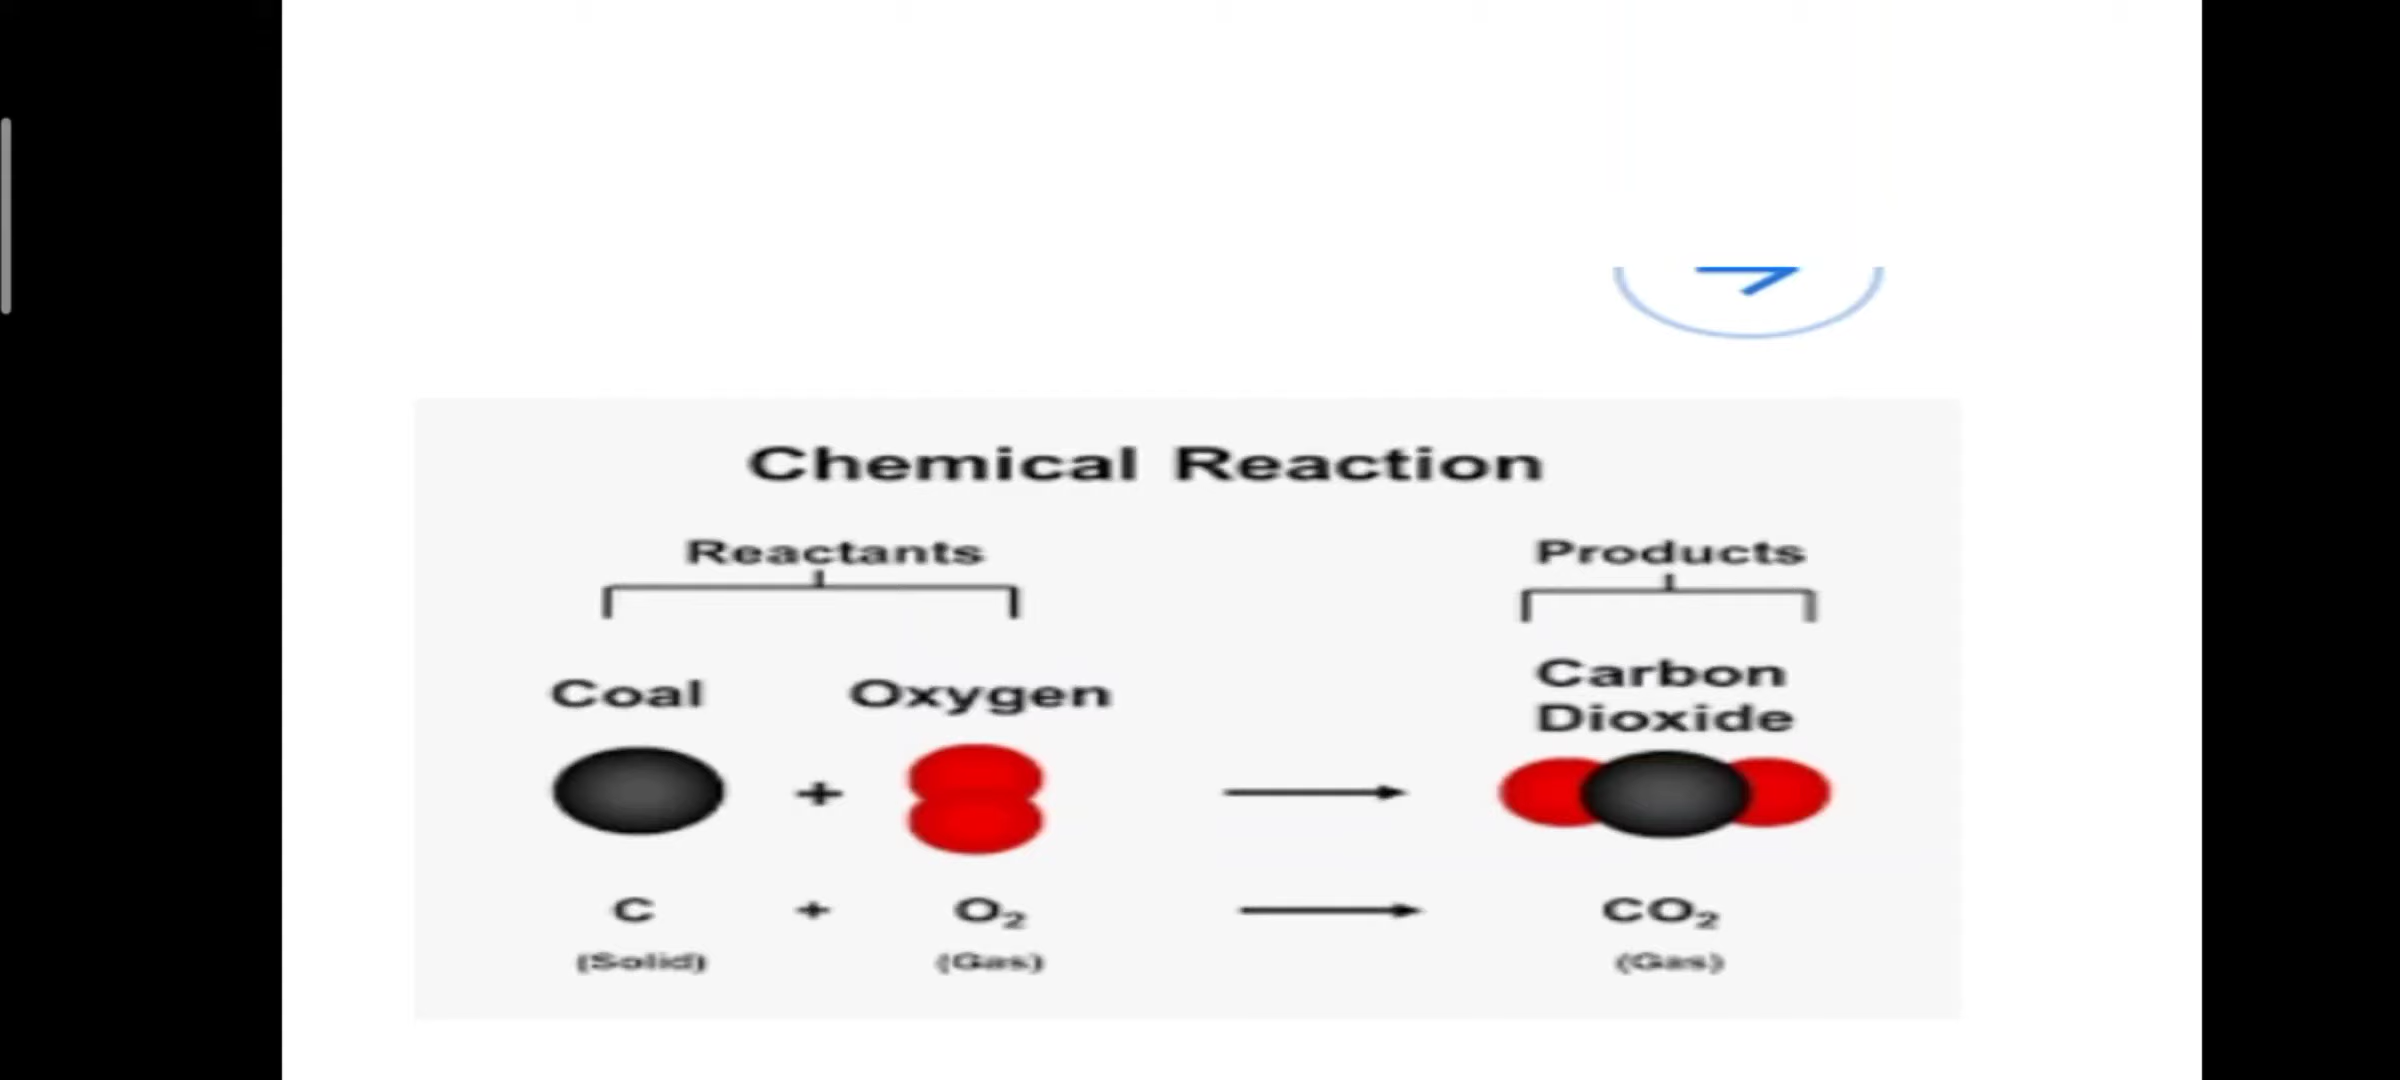 Chemical Reaction
Reactants Products
Coal Oxygen Carbon Dioxide
+
C + O₂ CO₂
(Solid) (Gas) (Gas)